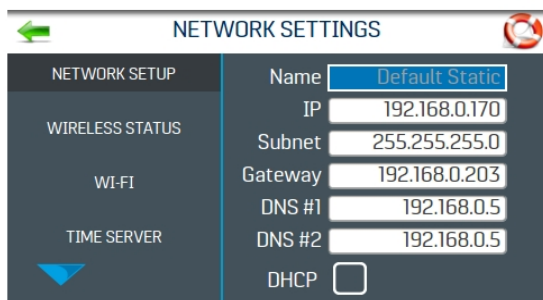 NETWORK SETTINGS
NETWORK SETUP
WIRELESS STATUS
WI-FI
TIME SERVER
Name Default Static
IP 192.168.0.170
Subnet 255.255.255.0
Gateway 192.168.0.203
DNS #1 192.168.0.5
DNS #2 192.168.0.5
DHCP